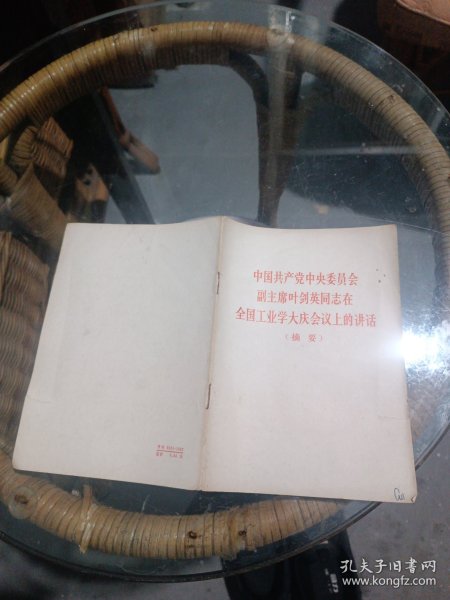 中国共产党中央委员会
副主席叶剑英同志在
全国工业学大庆会议上的讲话
（摘 要）
孔夫子旧书网
www.kongfz.com